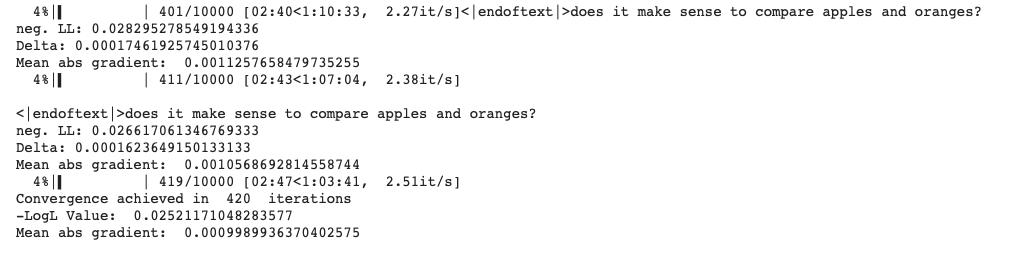 4%|▌ | 401/10000 [02:40<1:10:33, 2.27it/s]<|endoftext|>does it make sense to compare apples and oranges?
neg. LL: 0.028295278549194336
Delta: 0.00017461925745010376
Mean abs gradient: 0.0011257658479735255
4%|▌ | 411/10000 [02:43<1:07:04, 2.38it/s]
<|endoftext|>does it make sense to compare apples and oranges?
neg. LL: 0.026617061346769333
Delta: 0.0001623649150133133
Mean abs gradient: 0.0010568692814558744
4%|▌ | 419/10000 [02:47<1:03:41, 2.51it/s]
Convergence achieved in 420 iterations
-LogL Value: 0.02521171048283577
Mean abs gradient: 0.0009989936370402575